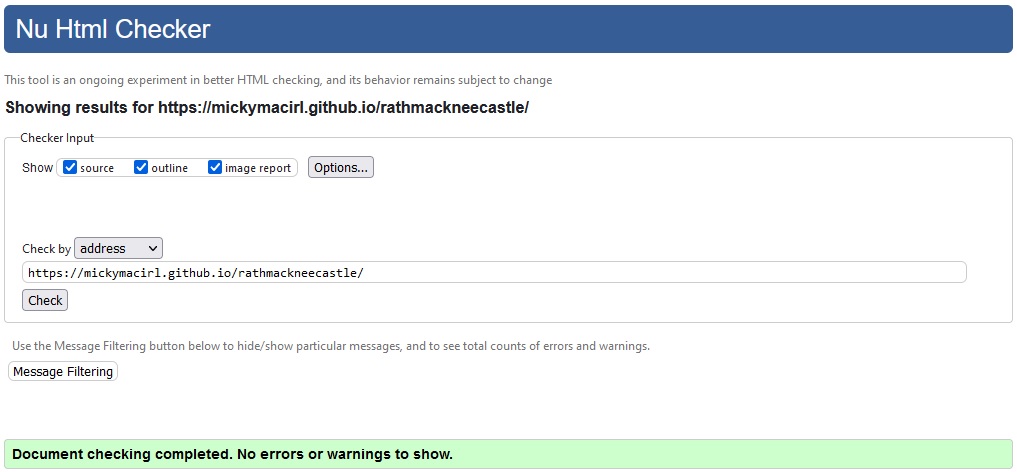 Nu Html Checker
This tool is an ongoing experiment in better HTML checking, and its behavior remains subject to change
Showing results for https://mickymacirl.github.io/rathmackneecastle/
Checker Input
Show source outline image report Options...
Check by address
https://mickymacirl.github.io/rathmackneecastle/
Check
Use the Message Filtering button below to hide/show particular messages, and to see total counts of errors and warnings.
Message Filtering
Document checking completed. No errors or warnings to show.